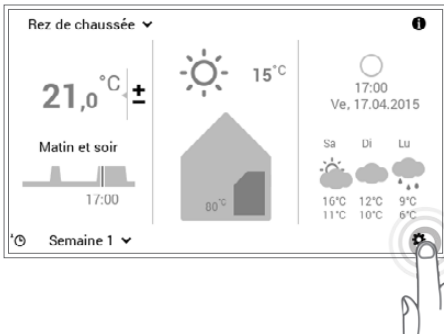 Rez de chaussée
21,0 °C ±
Matin et soir
17:00
Semaine 1
15°C
80°C
17:00
Ve, 17.04.2015
Sa Di Lu
16°C 12°C 9°C
11°C 10°C 6°C